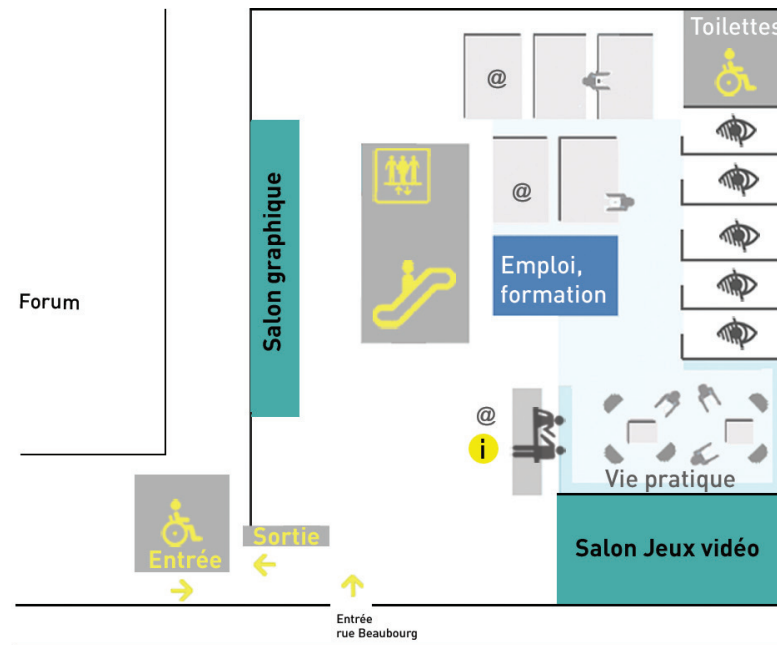 Toilettes
@
@
Salon graphique
Emploi,
formation
Forum
@
i
Vie pratique
Sortie
Entrée
Salon Jeux vidéo
Entrée
rue Beaubourg